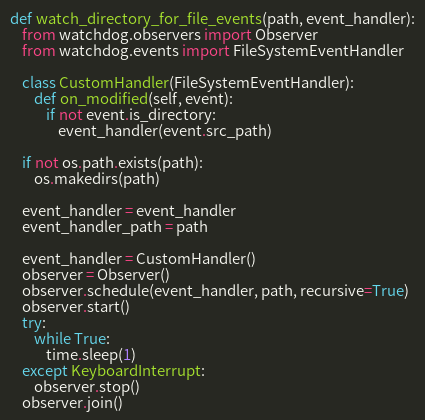 def watch_directory_for_file_events(path, event_handler):
    from watchdog.observers import Observer
    from watchdog.events import FileSystemEventHandler

    class CustomHandler(FileSystemEventHandler):
        def on_modified(self, event):
            if not event.is_directory:
                event_handler(event.src_path)

    if not os.path.exists(path):
        os.makedirs(path)

    event_handler = event_handler
    event_handler_path = path

    event_handler = CustomHandler()
    observer = Observer()
    observer.schedule(event_handler, path, recursive=True)
    observer.start()
    try:
        while True:
            time.sleep(1)
    except KeyboardInterrupt:
        observer.stop()
    observer.join()